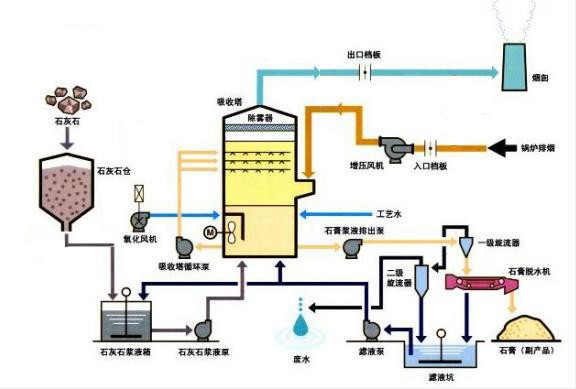 出口档板
烟囱
吸收塔
除雾器
石灰石
增压风机
入口档板
锅炉排烟
石灰石仓
氧化风机
工艺水
M
吸收塔循环泵
石膏浆液排出泵
一级旋流器
二级
旋流器
石膏脱水机
石灰石浆液箱
石灰石浆液泵
废水
滤液泵
滤液坑
石膏（副产品）